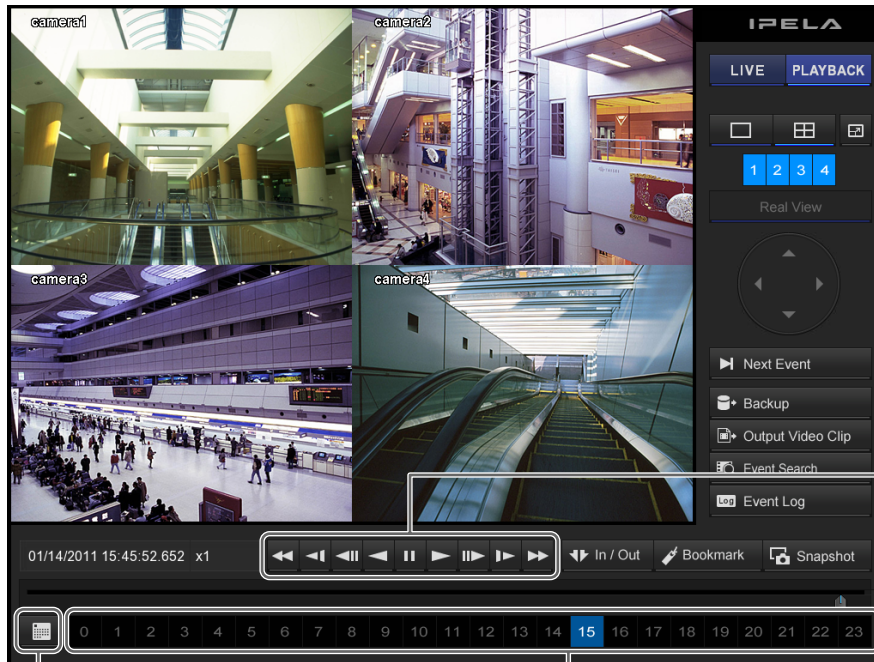 camera1
camera2
camera3
camera4
IPELA
LIVE
PLAYBACK
1 2 3 4
Real View
Next Event
Backup
Output Video Clip
Event Search
Log Event Log
01/14/2011 15:45:52.652 x1
In / Out
Bookmark
Snapshot
0 1 2 3 4 5 6 7 8 9 10 11 12 13 14 15 16 17 18 19 20 21 22 23